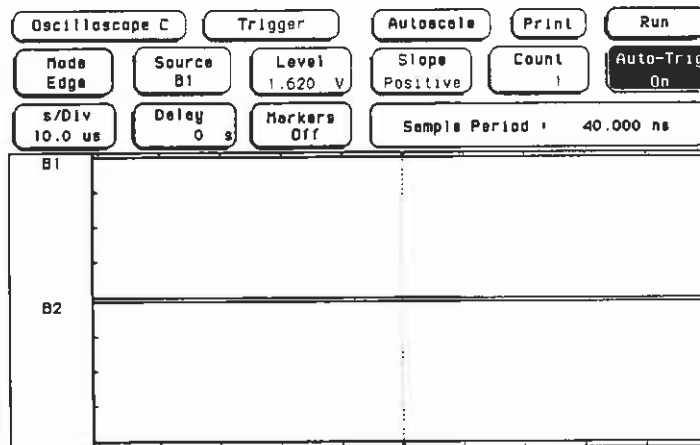 Oscilloscope C Trigger Autoscale Print Run
Mode Edge Source B1 Level 1.620 V Slope Positive Count 1 Auto-Trig On
s/Div 10.0 us Delay 0 s Markers Off Sample Period : 40.000 ns
B1
B2